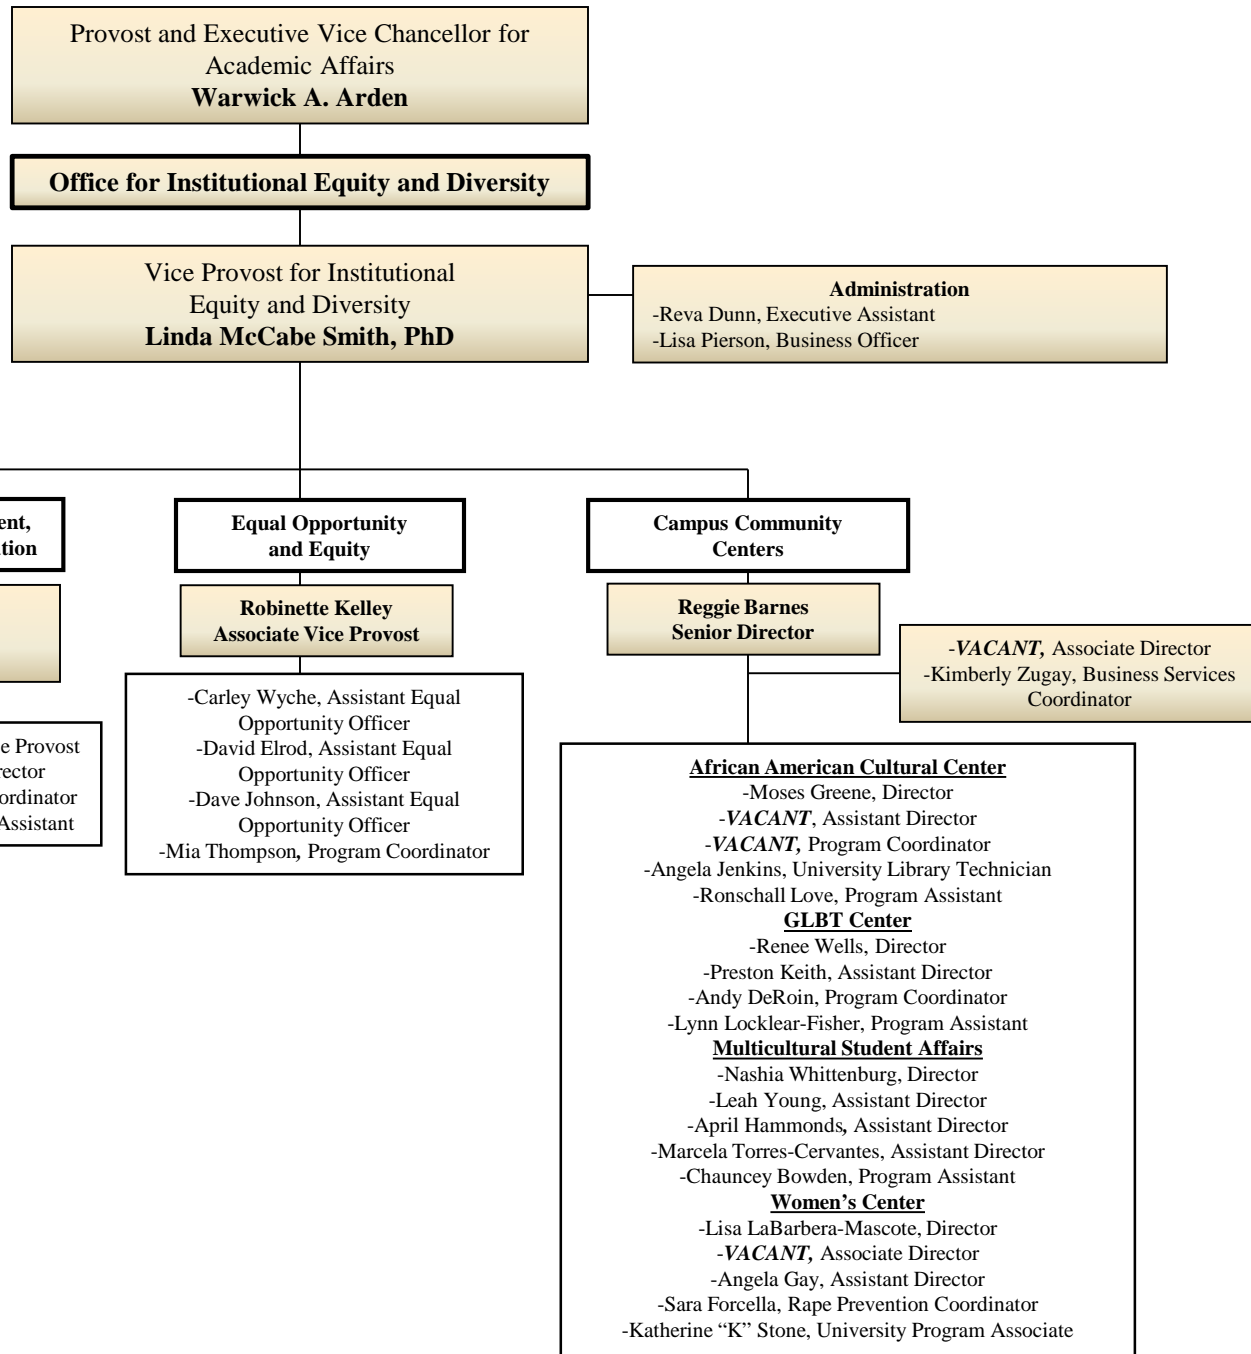 Provost and Executive Vice Chancellor for
Academic Affairs
Warwick A. Arden
Office for Institutional Equity and Diversity
Vice Provost for Institutional
Equity and Diversity
Linda McCabe Smith, PhD
Administration
-Reva Dunn, Executive Assistant
-Lisa Pierson, Business Officer
Equal Opportunity
and Equity
Robinette Kelley
Associate Vice Provost
-Carley Wyche, Assistant Equal
Opportunity Officer
-David Elrod, Assistant Equal
Opportunity Officer
-Dave Johnson, Assistant Equal
Opportunity Officer
-Mia Thompson, Program Coordinator
Provost
Assistant
Campus Community
Centers
Reggie Barnes
Senior Director
-VACANT, Associate Director
-Kimberly Zugay, Business Services
Coordinator
African American Cultural Center
-Moses Greene, Director
-VACANT, Assistant Director
-VACANT, Program Coordinator
-Angela Jenkins, University Library Technician
-Ronschall Love, Program Assistant
GLBT Center
-Renee Wells, Director
-Preston Keith, Assistant Director
-Andy DeRoin, Program Coordinator
-Lynn Locklear-Fisher, Program Assistant
Multicultural Student Affairs
-Nashia Whittenburg, Director
-Leah Young, Assistant Director
-April Hammonds, Assistant Director
-Marcela Torres-Cervantes, Assistant Director
-Chauncey Bowden, Program Assistant
Women's Center
-Lisa LaBarbera-Mascote, Director
-VACANT, Associate Director
-Angela Gay, Assistant Director
-Sara Forcella, Rape Prevention Coordinator
-Katherine “K” Stone, University Program Associate